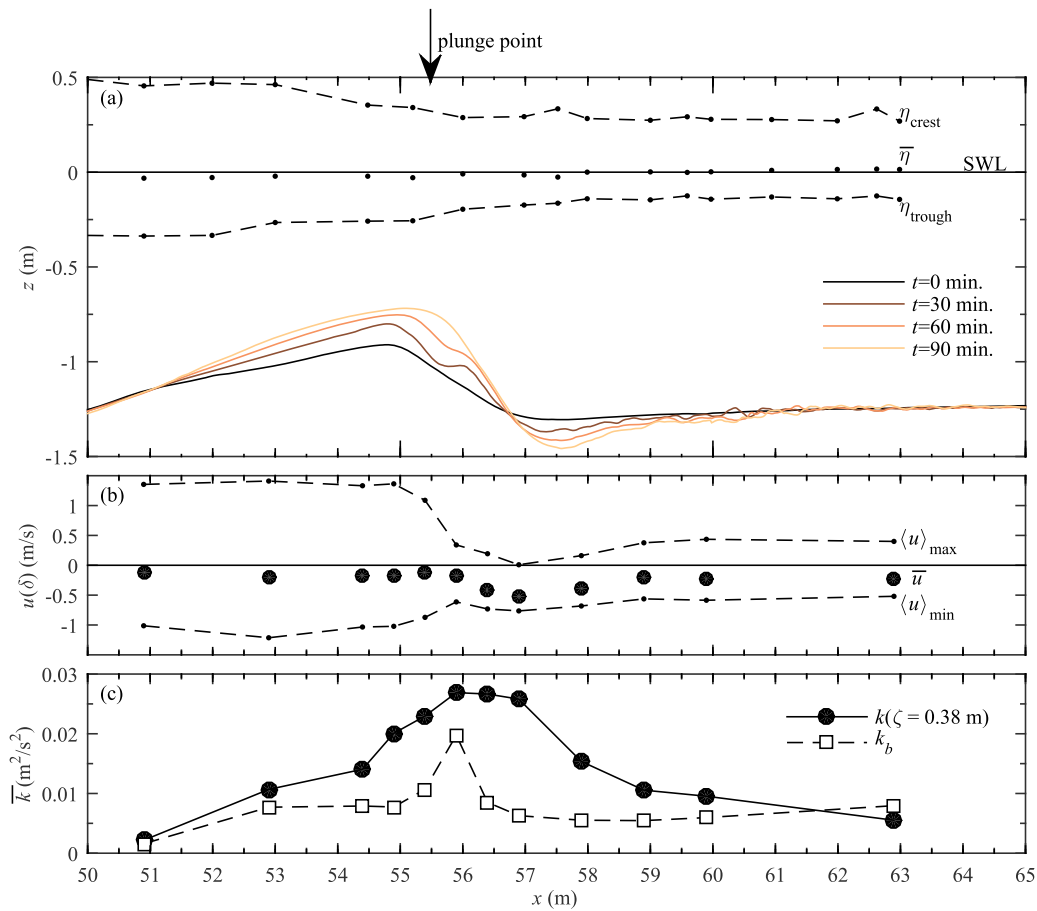 plunge point
0.5
(a)
η_crest
0
η̅
SWL
η_trough
-0.5
z (m)
t=0 min.
t=30 min.
t=60 min.
t=90 min.
-1
-1.5
(b)
1
0.5
⟨u⟩_max
u(δ) (m/s)
0
u̅
-0.5
⟨u⟩_min
-1
0.03
(c)
k(ζ = 0.38 m)
k_b
0.02
k̅ (m²/s²)
0.01
0
50 51 52 53 54 55 56 57 58 59 60 61 62 63 64 65
x (m)